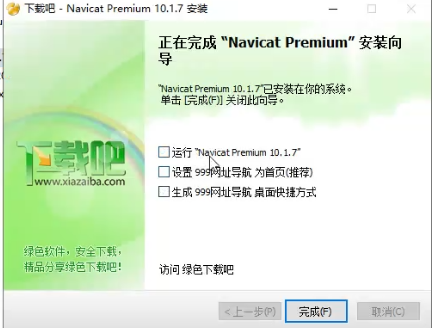 下载吧 - Navicat Premium 10.1.7 安装
正在完成 “Navicat Premium” 安装向
导
“Navicat Premium 10.1.7”已安装在你的系统。
单击 [完成(F)] 关闭此向导。
运行 “Navicat Premium 10.1.7”
设置 999网址导航 为首页(推荐)
生成 999网址导航 桌面快捷方式
下载吧
www.xiazaiba.com
绿色软件，安全下载，
精品分享绿色下载吧！
访问 绿色下载吧
< 上一步(P)
完成(F)
取消(C)